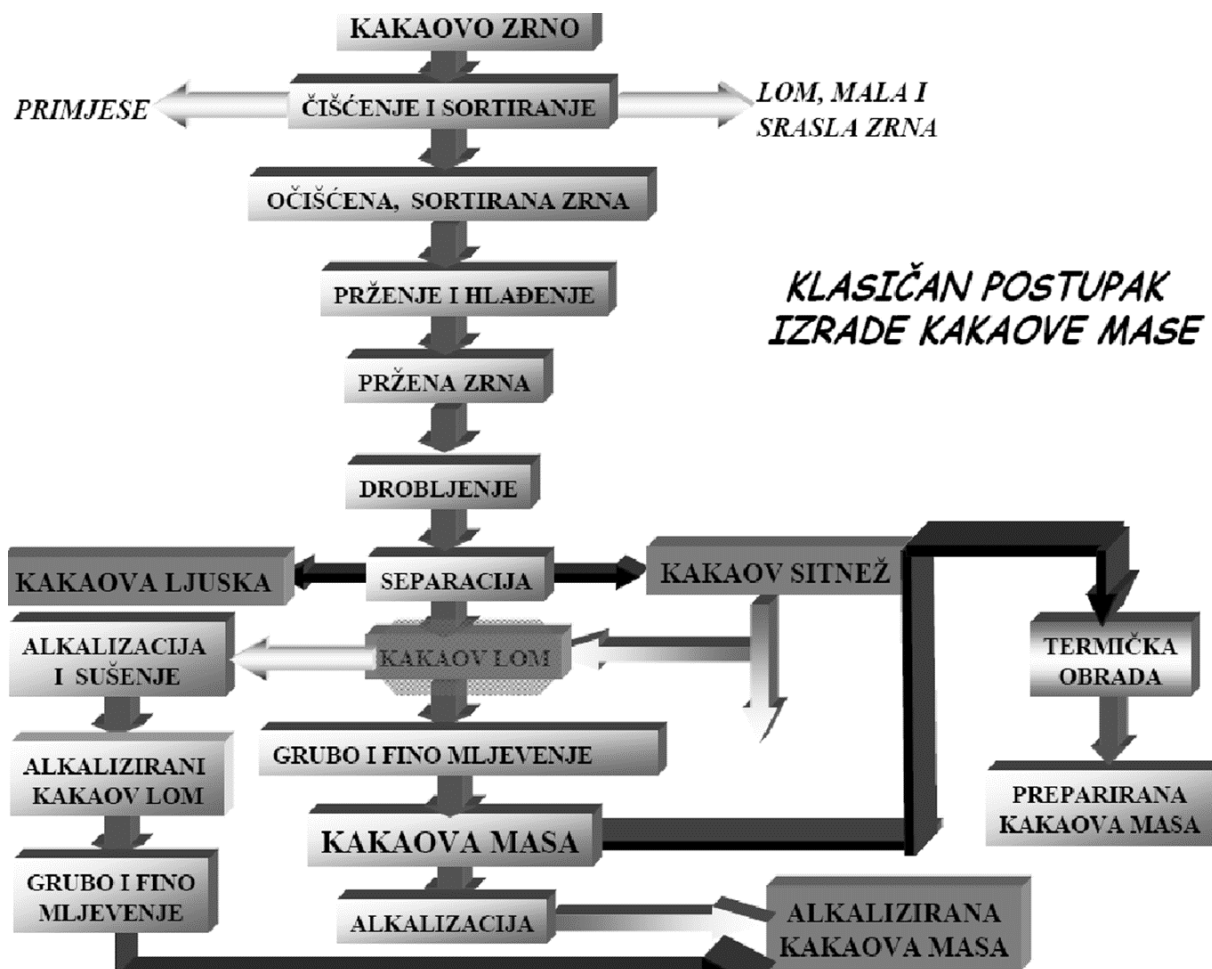 KAKAOVO ZRNO
PRIMJESE
ČIŠĆENJE I SORTIRANJE
LOM, MALA I
SRASLA ZRNA
OČIŠĆENA, SORTIRANA ZRNA
PRŽENJE I HLAĐENJE
KLASIČAN POSTUPAK
IZRADE KAKAOVE MASE
PRŽENA ZRNA
DROBLJENJE
KAKAOVA LJUSKA
SEPARACIJA
KAKAOV SITNEŽ
ALKALIZACIJA
I SUŠENJE
KAKAOV LOM
TERMIČKA
OBRADA
GRUBO I FINO MLJEVENJE
ALKALIZIRANI
KAKAOV LOM
PREPARIRANA
KAKAOVA MASA
KAKAOVA MASA
GRUBO I FINO
MLJEVENJE
ALKALIZACIJA
ALKALIZIRANA
KAKAOVA MASA